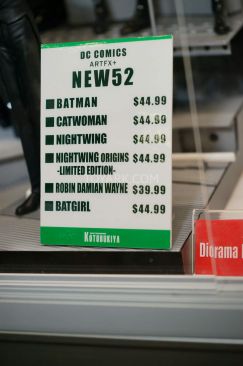 DC COMICS
ARTFX+
NEW52
BATMAN $44.99
CATWOMAN $44.99
NIGHTWING $44.99
NIGHTWING ORIGINS $44.99
-LIMITED EDITION-
ROBIN DAMIAN WAYNE $39.99
BATGIRL $44.99
KOTOBUKIYA
Diorama